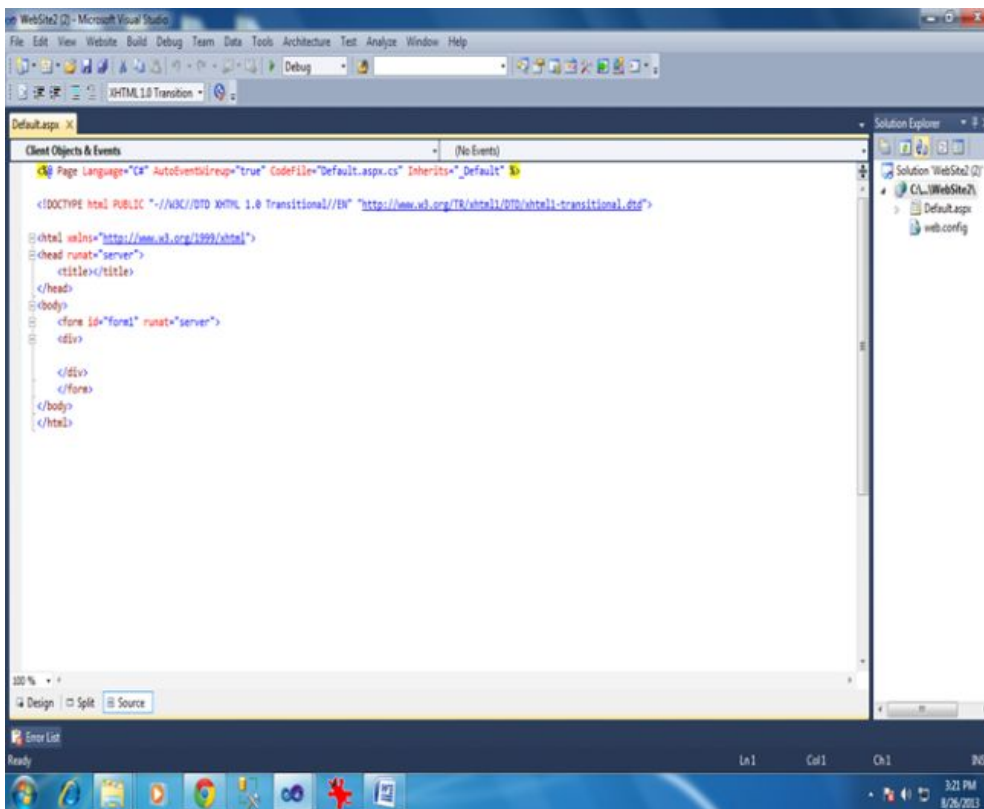 WebSite2 (2) - Microsoft Visual Studio
File Edit View Website Build Debug Team Data Tools Architecture Test Analyze Window Help
Debug
XHTML 1.0 Transition
Default.aspx X
Solution Explorer
Client Objects & Events
(No Events)
<%@ Page Language="C#" AutoEventWireup="true" CodeFile="Default.aspx.cs" Inherits="_Default" %>
<!DOCTYPE html PUBLIC "-//W3C//DTD XHTML 1.0 Transitional//EN" "http://www.w3.org/TR/xhtml1/DTD/xhtml1-transitional.dtd">
<html xmlns="http://www.w3.org/1999/xhtml">
<head runat="server">
<title></title>
</head>
<body>
<form id="form1" runat="server">
<div>
</div>
</form>
</body>
</html>
Solution 'WebSite2 (2)'
C:\...\WebSite2\
Default.aspx
web.config
100 %
Design Split Source
Error List
Ready
Ln 1 Col 1 Ch 1 INS
3:21 PM
8/26/2013